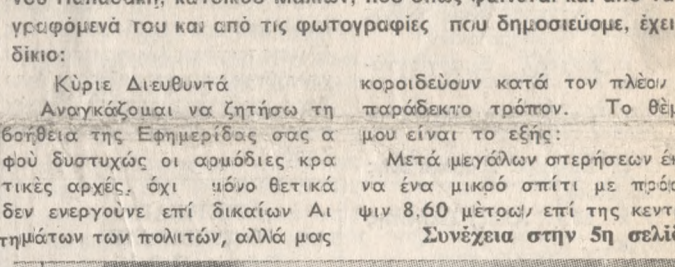 γραφόμενά του και από τις φωτογραφίες που δημοσιεύομε, έχει
δίκιο:
Κύριε Διευθυντά
Αναγκάζομαι να ζητήσω τη
βοήθεια της Εφημερίδας σας α
φού δυστυχώς οι αρμόδιες κρα
τικές αρχές, όχι μόνο θετικά
δεν ενεργούνε επί δικαίων Αι
τημάτων των πολιτών, αλλά μας
κοροιδεύουν κατά τον πλέον
παράδεκτο τρόπον. Το θέμ
μου είναι το εξής:
Μετά μεγάλων στερήσεων έκ
να ένα μικρό σπίτι με πρόσ
ψιν 8.60 μέτρων επί της κεντ
Συνέχεια στην 5η σελίδ